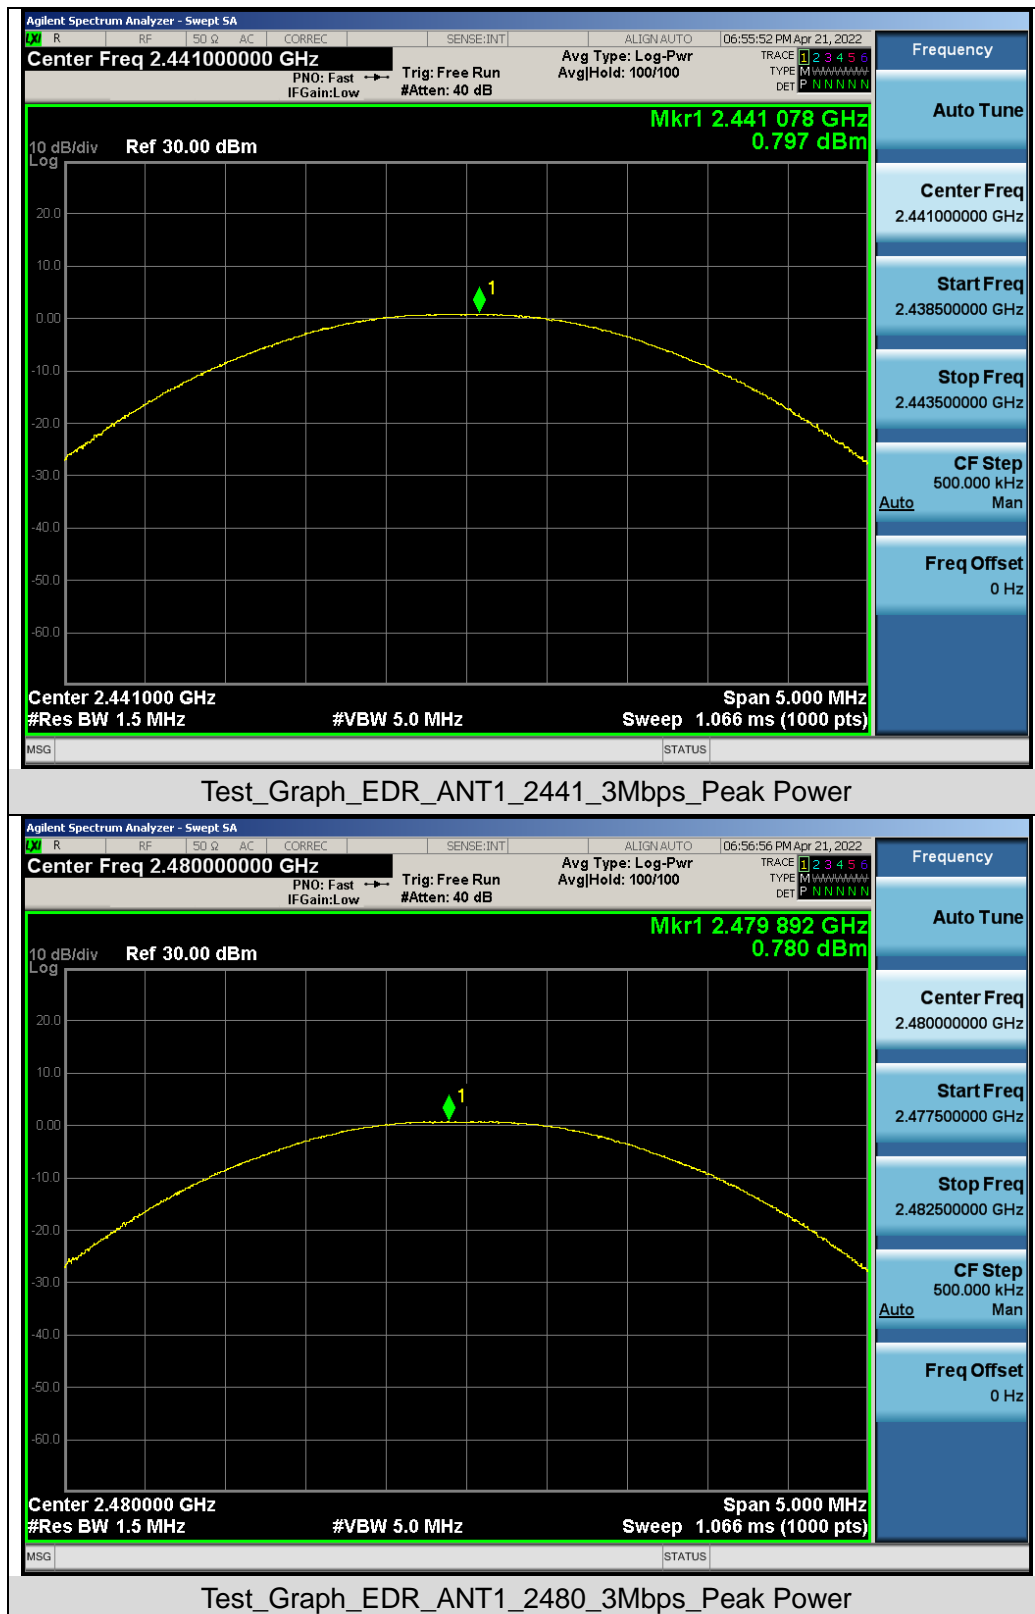 Agilent Spectrum Analyzer - Swept SA
LXI R RF 50 Ω AC CORREC SENSE:INT ALIGN AUTO 06:55:52 PM Apr 21, 2022
Center Freq 2.441000000 GHz
PNO: Fast
IFGain:Low
Trig: Free Run
#Atten: 40 dB
Avg Type: Log-Pwr
Avg|Hold: 100/100
TRACE 1 2 3 4 5 6
TYPE M WWWWW
DET P N N N N N
Mkr1 2.441 078 GHz
0.797 dBm
10 dB/div Ref 30.00 dBm
Log
20.0
10.0
0.00
-10.0
-20.0
-30.0
-40.0
-50.0
-60.0
1
Center 2.441000 GHz Span 5.000 MHz
#Res BW 1.5 MHz #VBW 5.0 MHz Sweep 1.066 ms (1000 pts)
MSG STATUS
Frequency
Auto Tune
Center Freq
2.441000000 GHz
Start Freq
2.438500000 GHz
Stop Freq
2.443500000 GHz
CF Step
500.000 kHz
Auto Man
Freq Offset
0 Hz
Test_Graph_EDR_ANT1_2441_3Mbps_Peak Power
Agilent Spectrum Analyzer - Swept SA
LXI R RF 50 Ω AC CORREC SENSE:INT ALIGN AUTO 06:56:56 PM Apr 21, 2022
Center Freq 2.480000000 GHz
PNO: Fast
IFGain:Low
Trig: Free Run
#Atten: 40 dB
Avg Type: Log-Pwr
Avg|Hold: 100/100
TRACE 1 2 3 4 5 6
TYPE M WWWWW
DET P N N N N N
Mkr1 2.479 892 GHz
0.780 dBm
10 dB/div Ref 30.00 dBm
Log
20.0
10.0
0.00
-10.0
-20.0
-30.0
-40.0
-50.0
-60.0
1
Center 2.480000 GHz Span 5.000 MHz
#Res BW 1.5 MHz #VBW 5.0 MHz Sweep 1.066 ms (1000 pts)
MSG STATUS
Frequency
Auto Tune
Center Freq
2.480000000 GHz
Start Freq
2.477500000 GHz
Stop Freq
2.482500000 GHz
CF Step
500.000 kHz
Auto Man
Freq Offset
0 Hz
Test_Graph_EDR_ANT1_2480_3Mbps_Peak Power